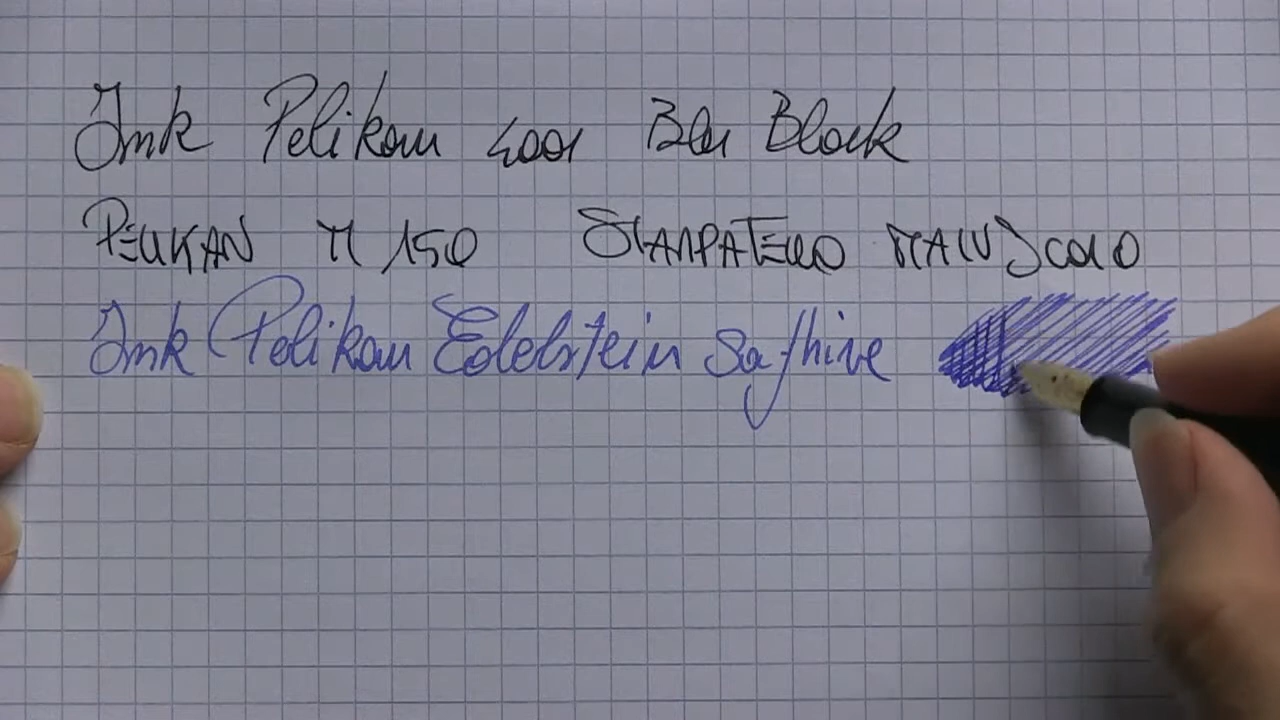 Ink Pelikan 4001 Blu Black
PELIKAN M 150 STAMPATELLO MAIUSCOLO
Ink Pelikan Edelstein Saphire